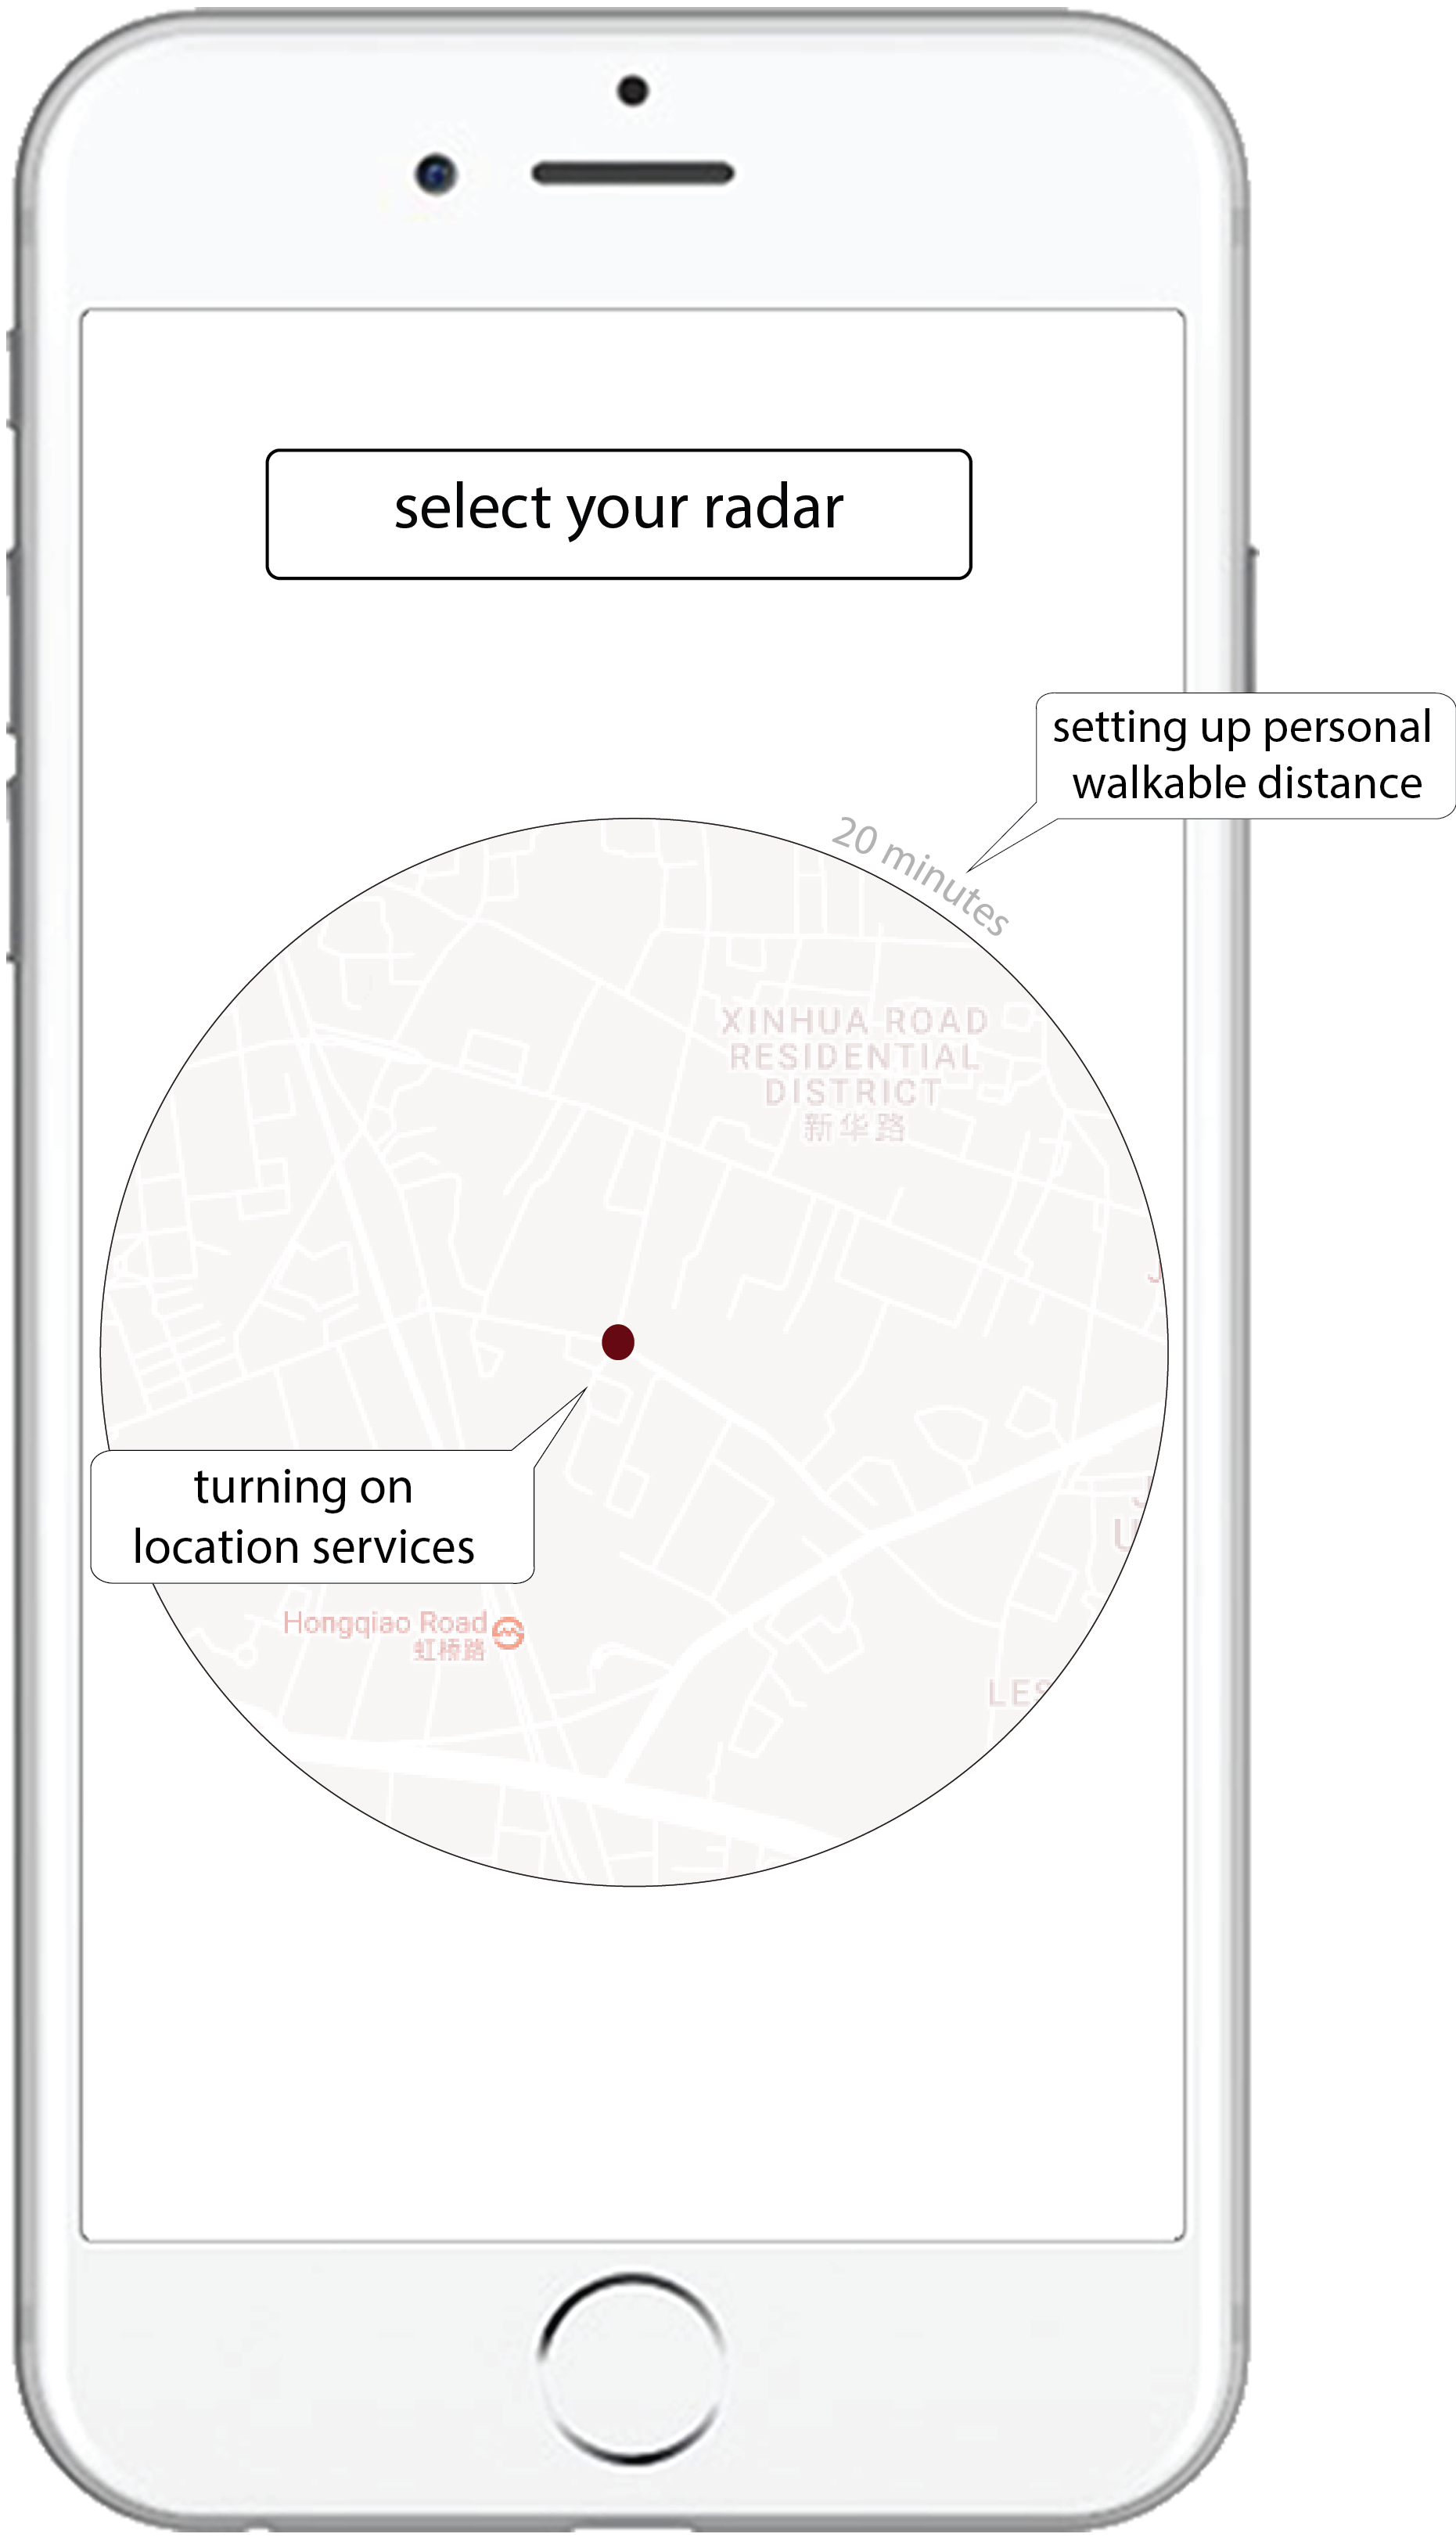 select your radar
setting up personal
walkable distance
20 minutes
XINHUA ROAD
RESIDENTIAL
DISTRICT
新华路
turning on
location services
Hongqiao Road
虹桥路